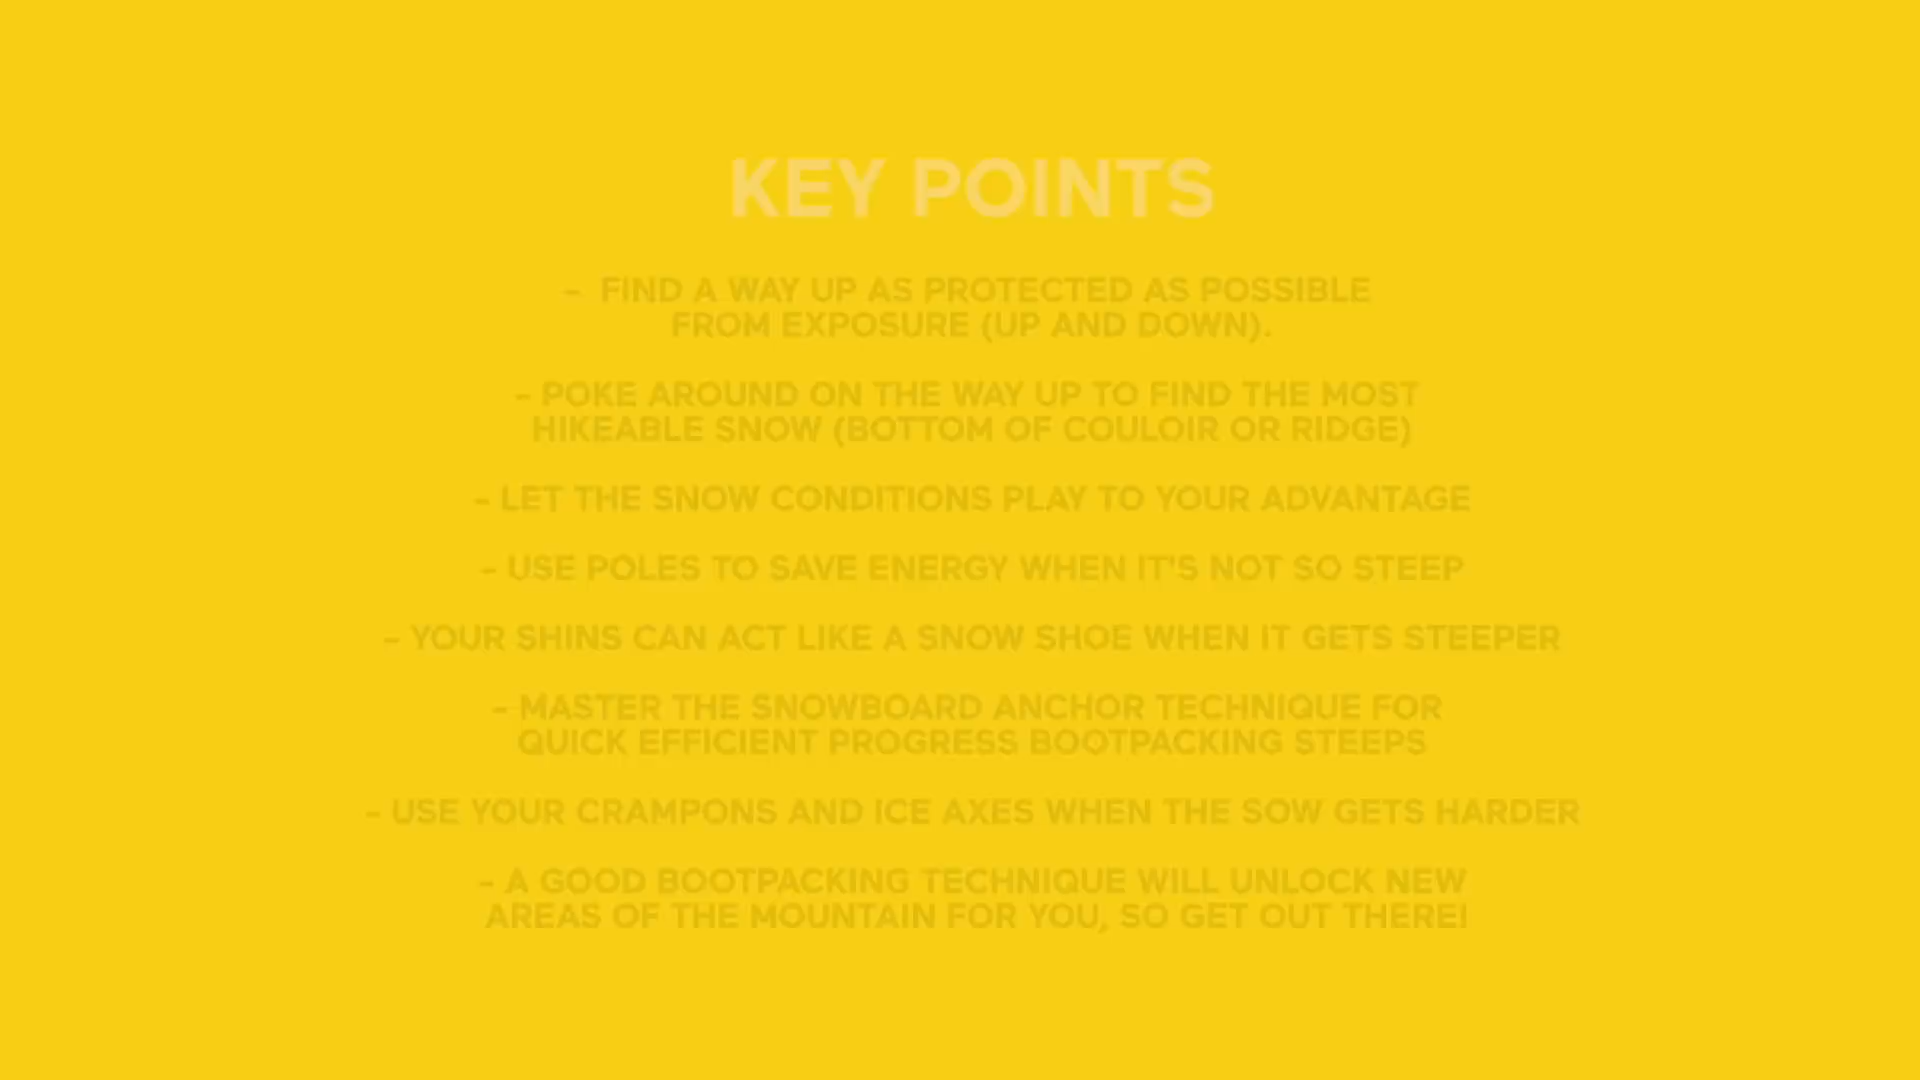 KEY POINTS
- FIND A WAY UP AS PROTECTED AS POSSIBLE
FROM EXPOSURE (UP AND DOWN).
- POKE AROUND ON THE WAY UP TO FIND THE MOST
HIKEABLE SNOW (BOTTOM OF COULOIR OR RIDGE)
- LET THE SNOW CONDITIONS PLAY TO YOUR ADVANTAGE
- USE POLES TO SAVE ENERGY WHEN IT'S NOT SO STEEP
- YOUR SHINS CAN ACT LIKE A SNOW SHOE WHEN IT GETS STEEPER
- MASTER THE SNOWBOARD ANCHOR TECHNIQUE FOR
QUICK EFFICIENT PROGRESS BOOTPACKING STEEPS
- USE YOUR CRAMPONS AND ICE AXES WHEN THE SOW GETS HARDER
- A GOOD BOOTPACKING TECHNIQUE WILL UNLOCK NEW
AREAS OF THE MOUNTAIN FOR YOU, SO GET OUT THERE!